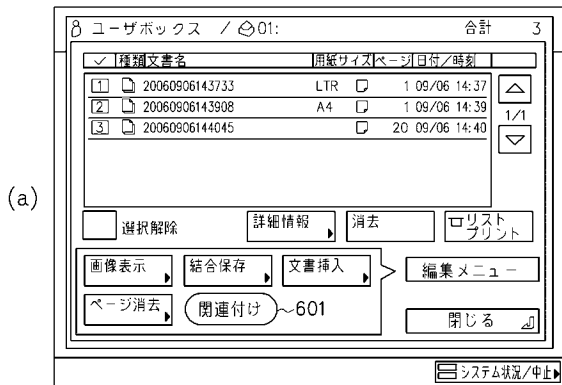 ユーザボックス / 01: 合計 3
✓ 種類 文書名 用紙サイズ ページ 日付/時刻
1 20060906143733 LTR 1 09/06 14:37
2 20060906143908 A4 1 09/06 14:39
3 20060906144045 20 09/06 14:40
1/1
(a)
選択解除 詳細情報 消去 リスト
プリント
画像表示 結合保存 文書挿入 編集メニュー
ページ消去 関連付け 601 閉じる
システム状況/中止